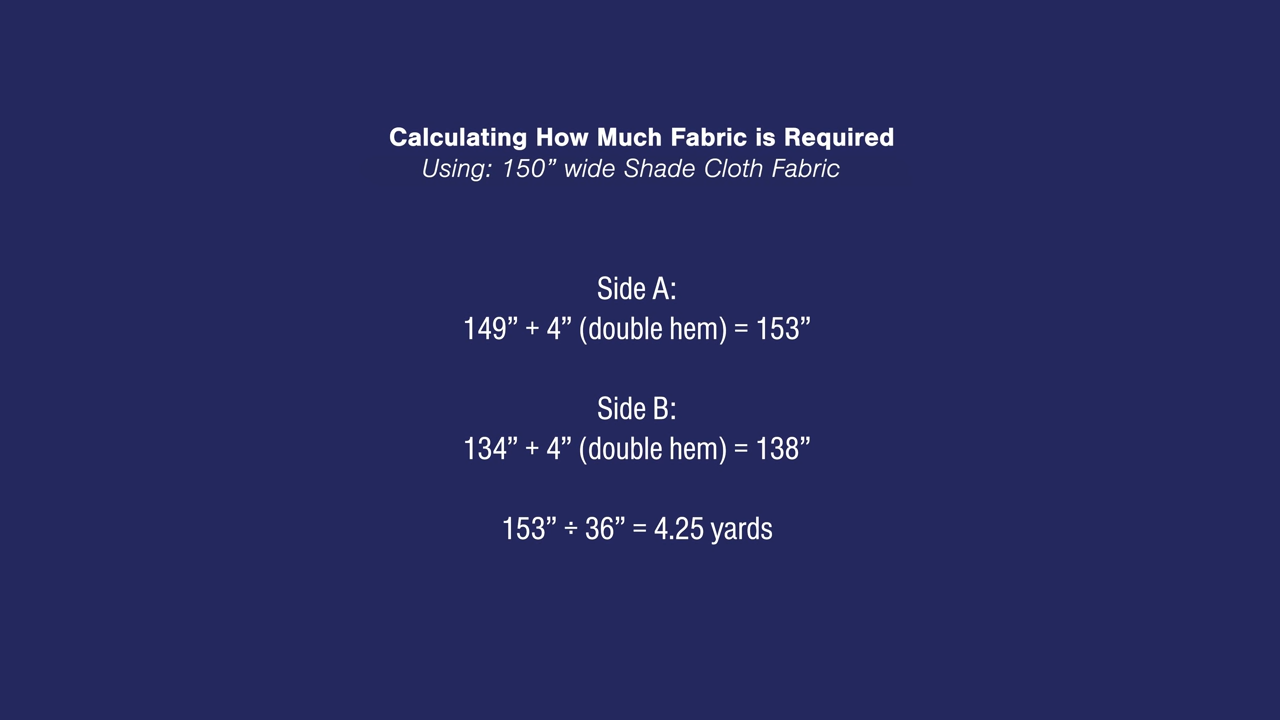 Calculating How Much Fabric is Required
Using: 150” wide Shade Cloth Fabric
Side A:
149” + 4” (double hem) = 153”
Side B:
134” + 4” (double hem) = 138”
153” ÷ 36” = 4.25 yards